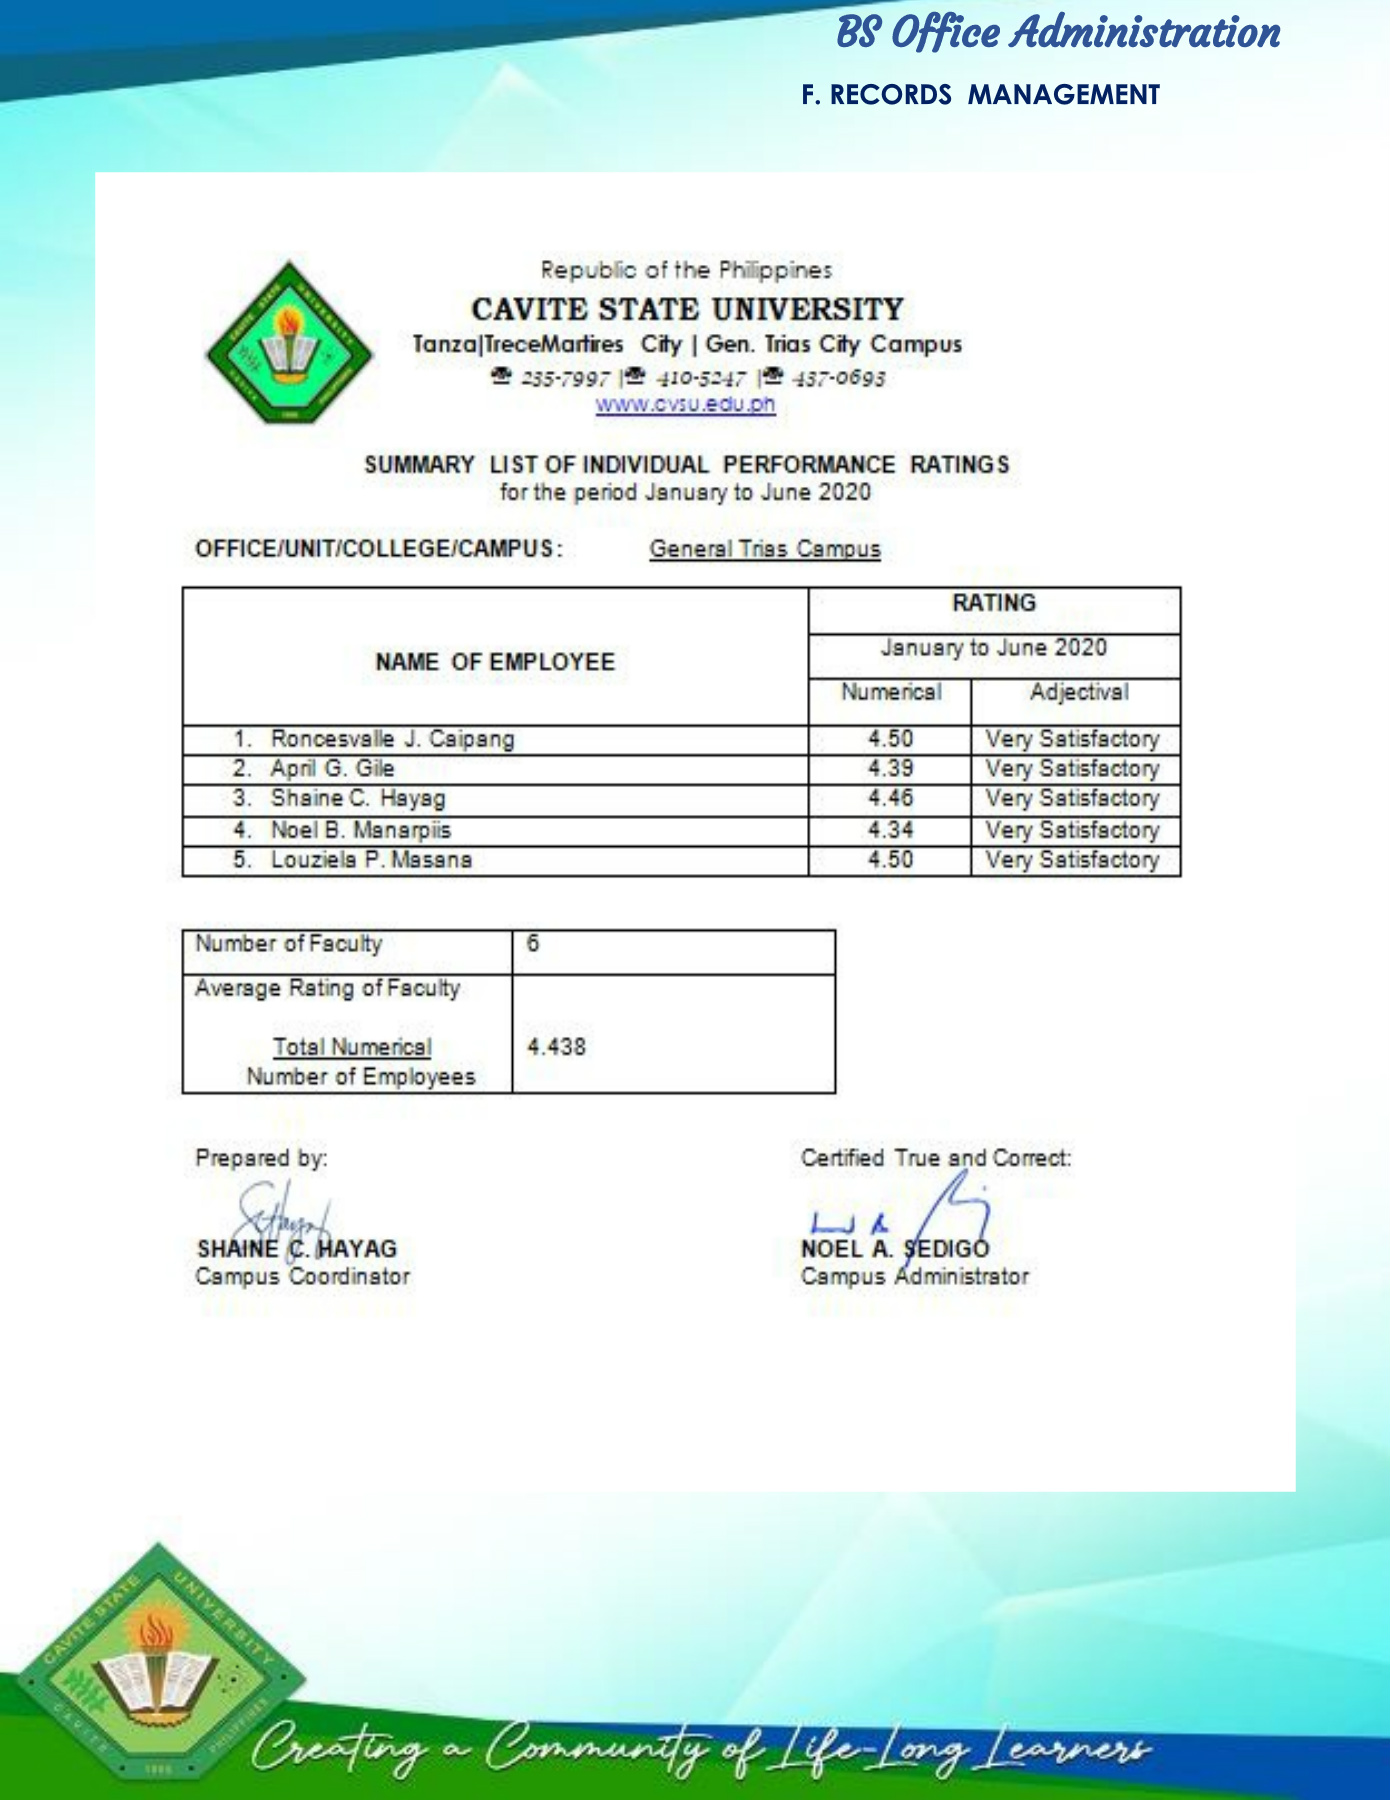 BS Office Administration
F. RECORDS MANAGEMENT
Republic of the Philippines
CAVITE STATE UNIVERSITY
Tanza|TreceMartires City | Gen. Trias City Campus
☎ 235-7997 |☎ 410-5247 |☎ 437-0693
www.cvsu.edu.ph
SUMMARY LIST OF INDIVIDUAL PERFORMANCE RATINGS
for the period January to June 2020
OFFICE/UNIT/COLLEGE/CAMPUS: General Trias Campus
RATING
NAME OF EMPLOYEE
January to June 2020
Numerical Adjectival
1. Roncesvalle J. Caipang 4.50 Very Satisfactory
2. April G. Gile 4.39 Very Satisfactory
3. Shaine C. Hayag 4.46 Very Satisfactory
4. Noel B. Manarpiis 4.34 Very Satisfactory
5. Louziela P. Masana 4.50 Very Satisfactory
Number of Faculty 6
Average Rating of Faculty
Total Numerical 4.438
Number of Employees
Prepared by: Certified True and Correct:
SHAINE C. HAYAG NOEL A. SEDIGO
Campus Coordinator Campus Administrator
CAVITE STATE UNIVERSITY
CAVITE PHILIPPINES
Creating a Community of Life-Long Learners